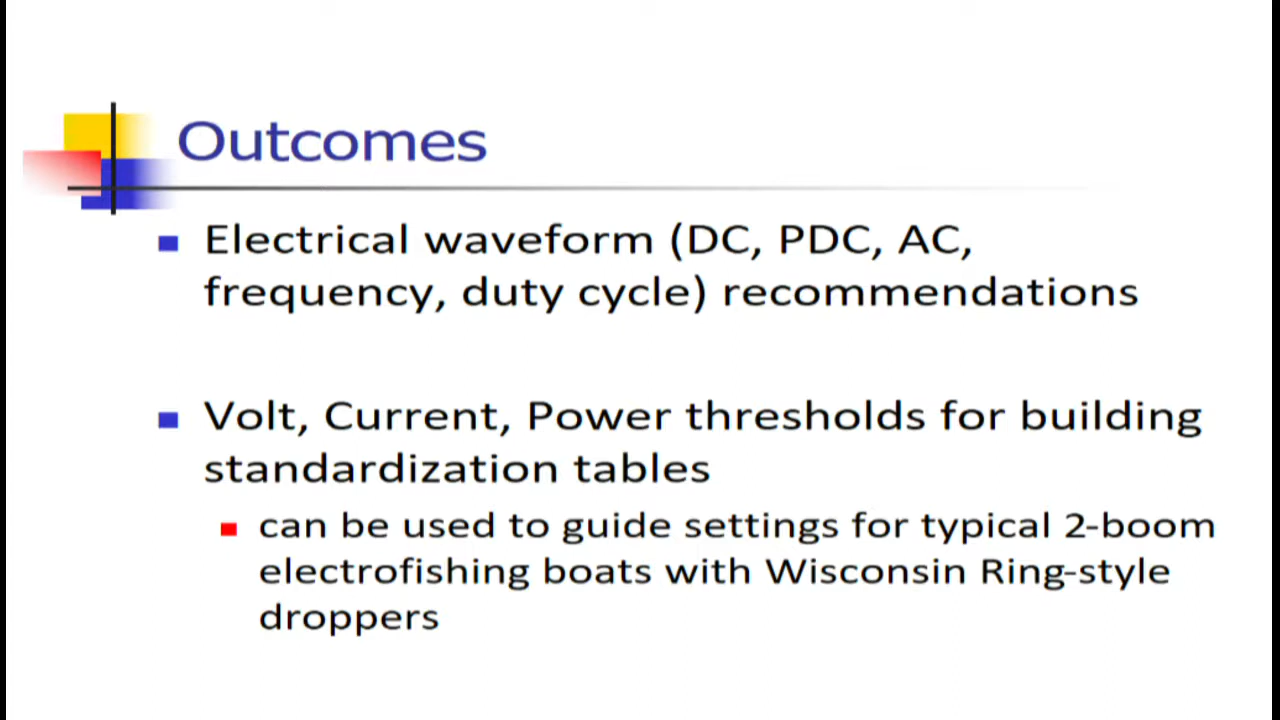 Outcomes
Electrical waveform (DC, PDC, AC,
frequency, duty cycle) recommendations
Volt, Current, Power thresholds for building
standardization tables
can be used to guide settings for typical 2-boom
electrofishing boats with Wisconsin Ring-style
droppers